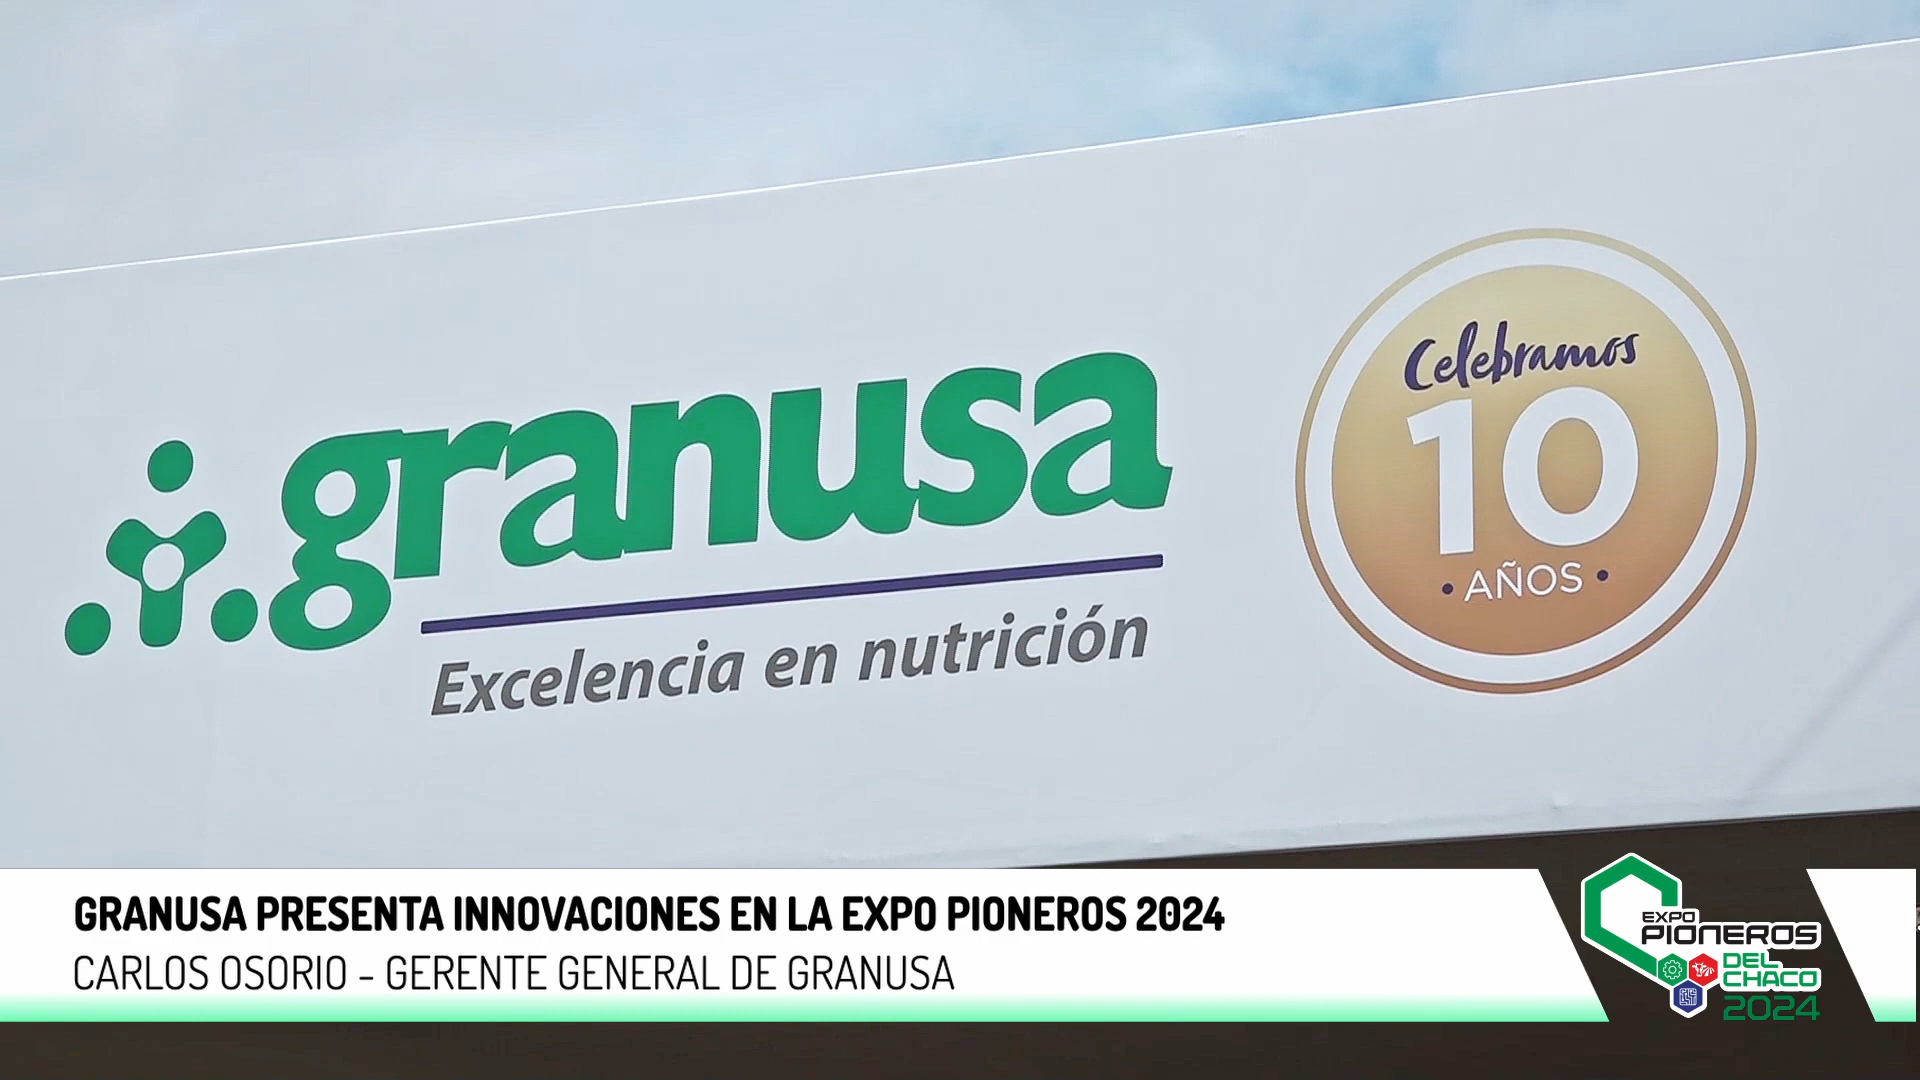 granusa
Excelencia en nutrición
Celebramos
10
• AÑOS •
GRANUSA PRESENTA INNOVACIONES EN LA EXPO PIONEROS 2024
CARLOS OSORIO - GERENTE GENERAL DE GRANUSA
EXPO
PIONEROS
DEL
CHACO
2024